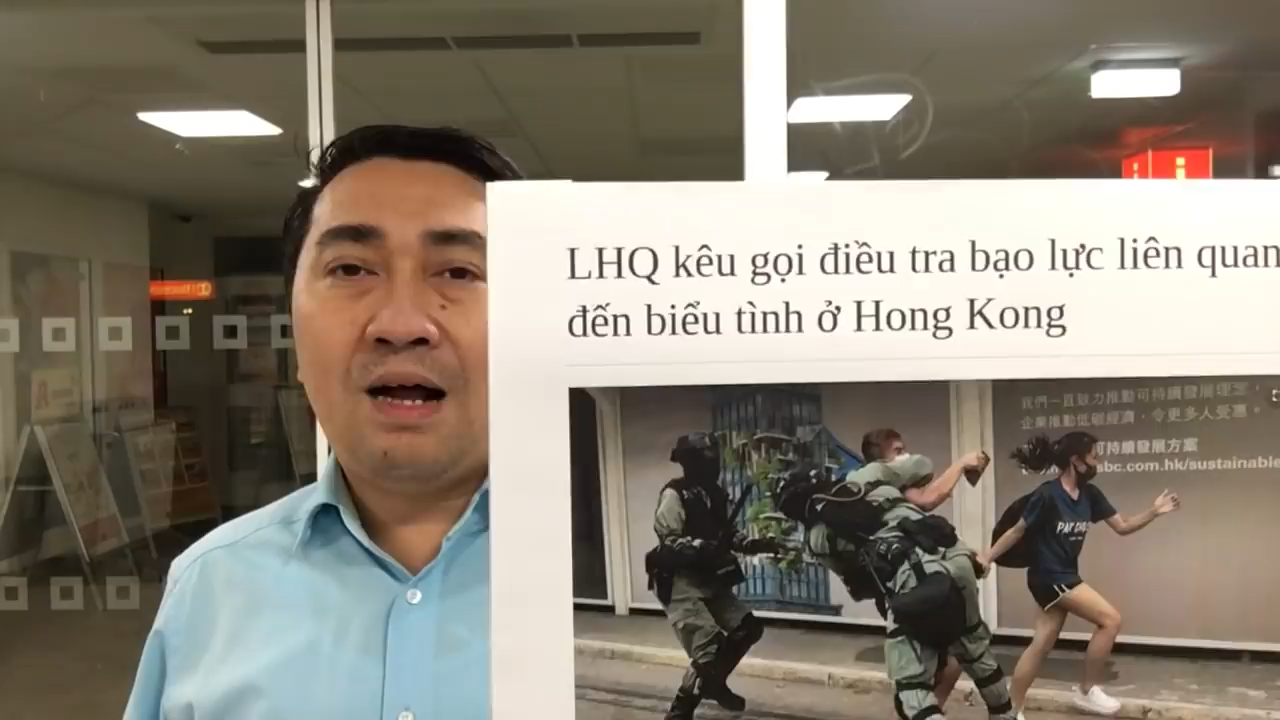 LHQ kêu gọi điều tra bạo lực liên quan
đến biểu tình ở Hong Kong
我們一直致力推動可持續發展理念，
企業推動低碳經濟，令更多人受惠。
可持續發展方案
sbc.com.hk/sustainable